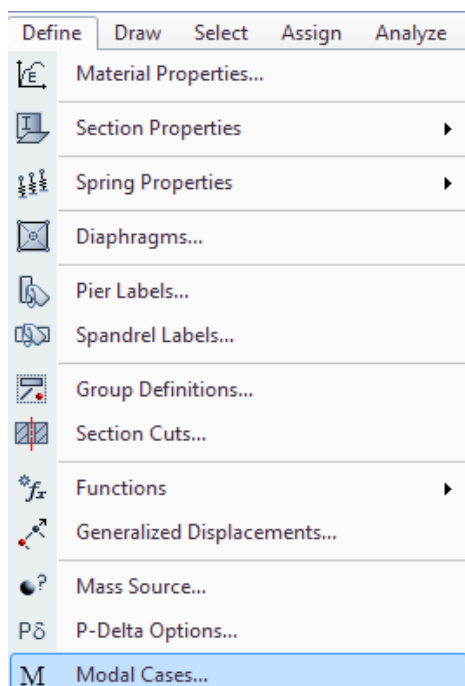 Define Draw Select Assign Analyze
Material Properties...
Section Properties
Spring Properties
Diaphragms...
Pier Labels...
Spandrel Labels...
Group Definitions...
Section Cuts...
Functions
Generalized Displacements...
Mass Source...
Pδ P-Delta Options...
M Modal Cases...